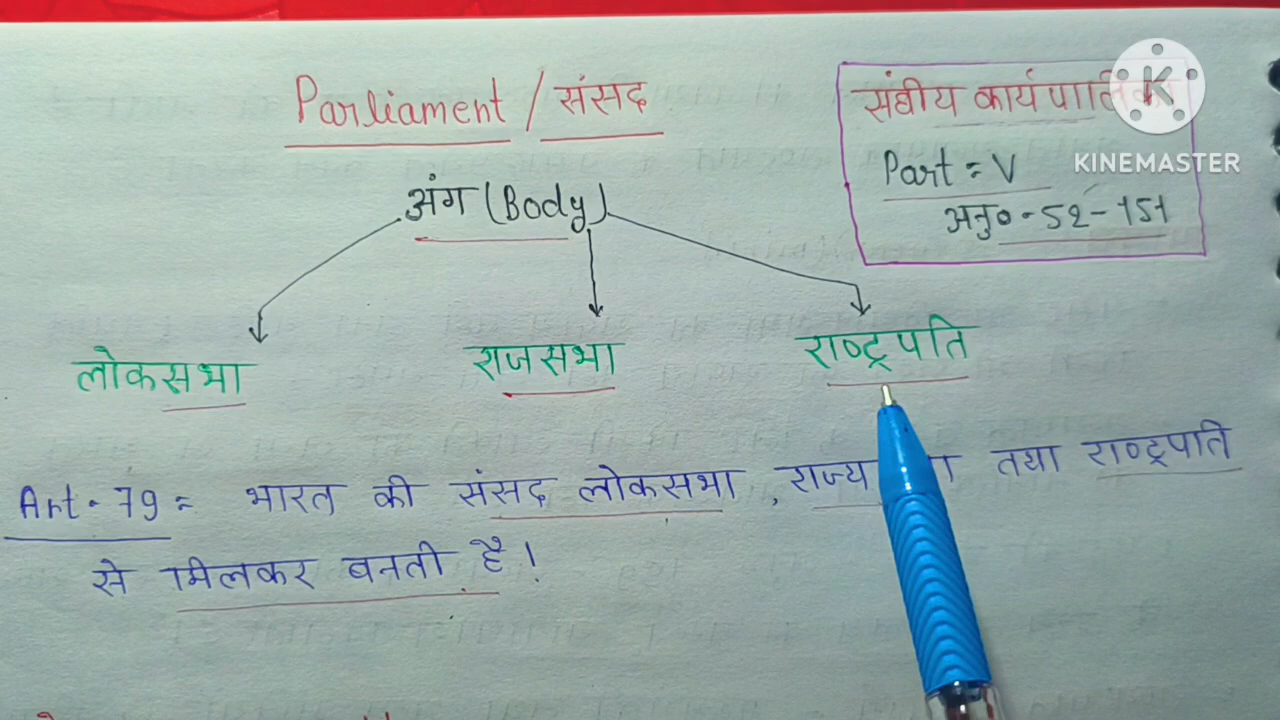 Parliament / संसद
संघीय कार्यपालिका
KINEMASTER
Part = V
अनु० - 52 - 151
अंग (Body)
लोकसभा
राजसभा
राष्ट्रपति
Art - 79 = भारत की संसद लोकसभा , राज्य तथा राष्ट्रपति
से मिलकर बनती है।